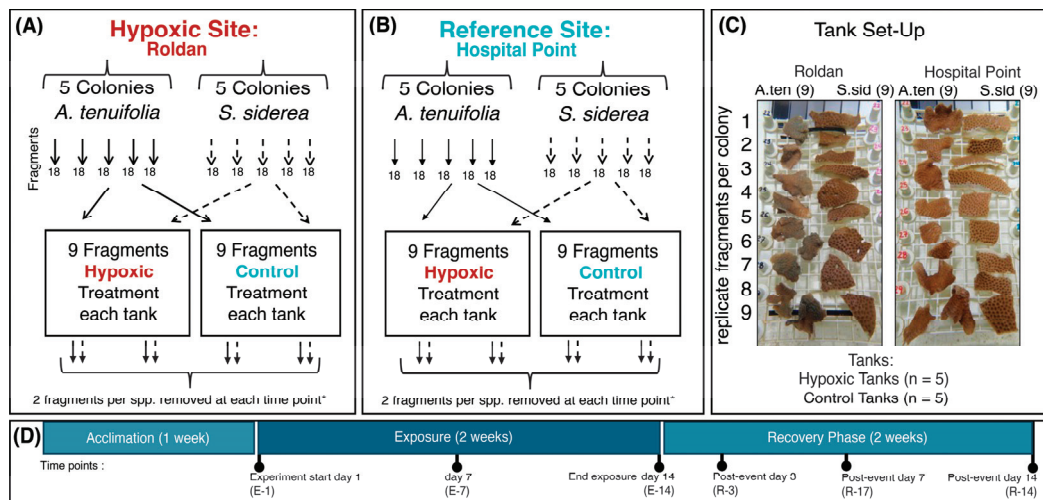 (A)
Hypoxic Site:
Roldan
5 Colonies
5 Colonies
A. tenuifolia
S. siderea
Fragments
18 18 18 18 18
18 18 18 18 18
9 Fragments
Hypoxic
Treatment
each tank
9 Fragments
Control
Treatment
each tank
2 fragments per spp. removed at each time point*
(B)
Reference Site:
Hospital Point
5 Colonies
5 Colonies
A. tenuifolia
S. siderea
18 18 18 18 18
18 18 18 18 18
9 Fragments
Hypoxic
Treatment
each tank
9 Fragments
Control
Treatment
each tank
2 fragments per spp. removed at each time point*
(C)
Tank Set-Up
Roldan
Hospital Point
A.ten (9) S.sid (9)
A.ten (9) S.sid (9)
replicate fragments per colony
1
2
3
4
5
6
7
8
9
Tanks:
Hypoxic Tanks (n = 5)
Control Tanks (n = 5)
(D)
Acclimation (1 week)
Exposure (2 weeks)
Recovery Phase (2 weeks)
Time points :
Experiment start day 1
(E-1)
day 7
(E-7)
End exposure day 14
(E-14)
Post-event day 3
(R-3)
Post-event day 7
(R-17)
Post-event day 14
(R-14)